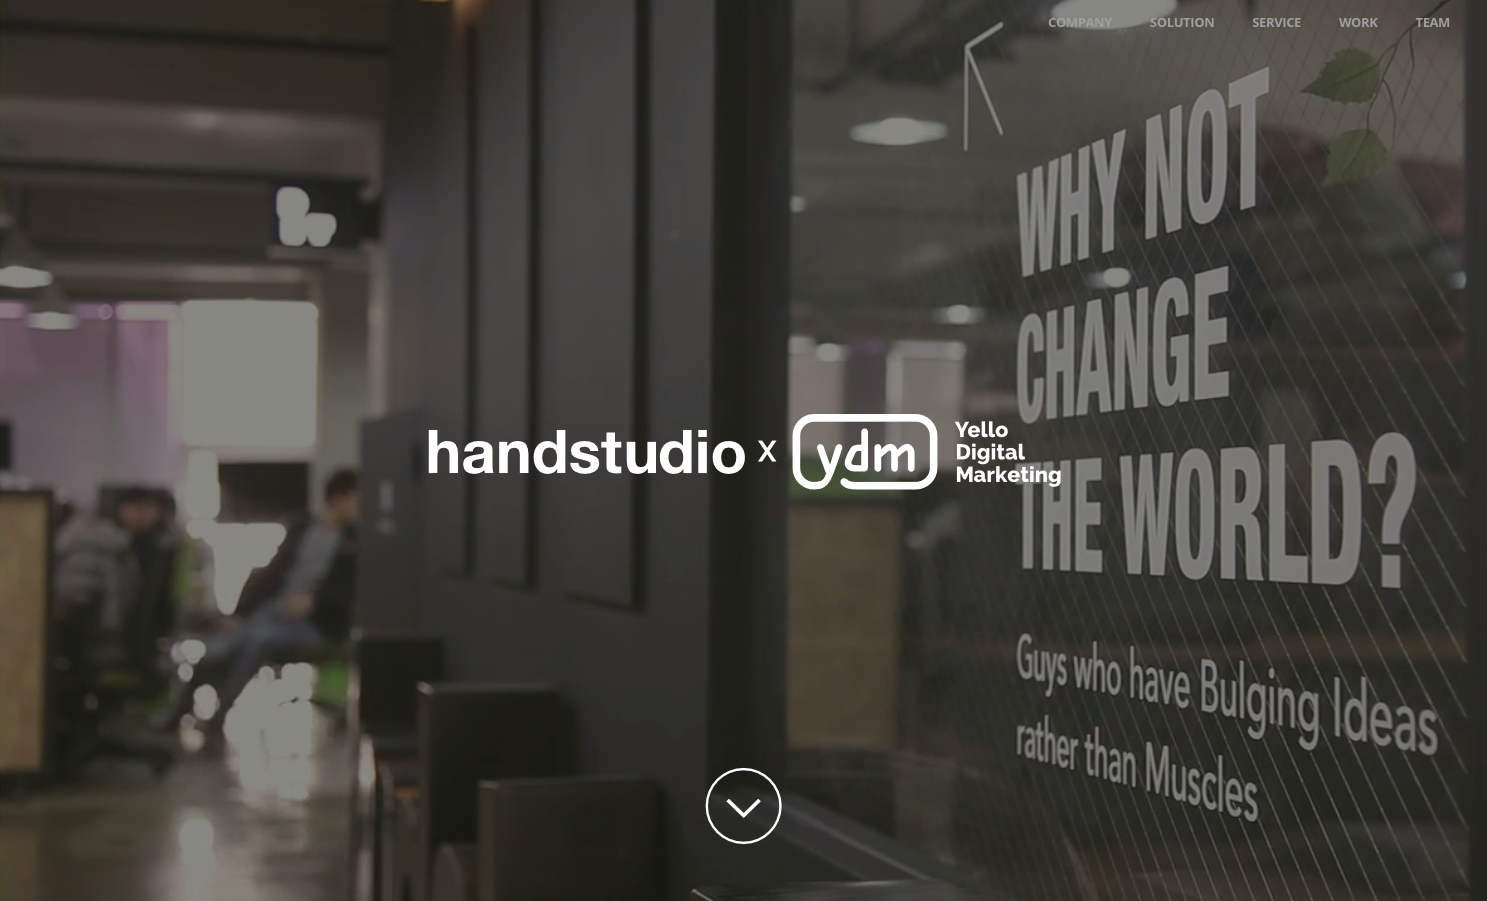 COMPANY SOLUTION SERVICE WORK TEAM
WHY NOT
CHANGE
THE WORLD?
handstudio x ydm
Yello
Digital
Marketing
Guys who have Bulging Ideas
rather than Muscles